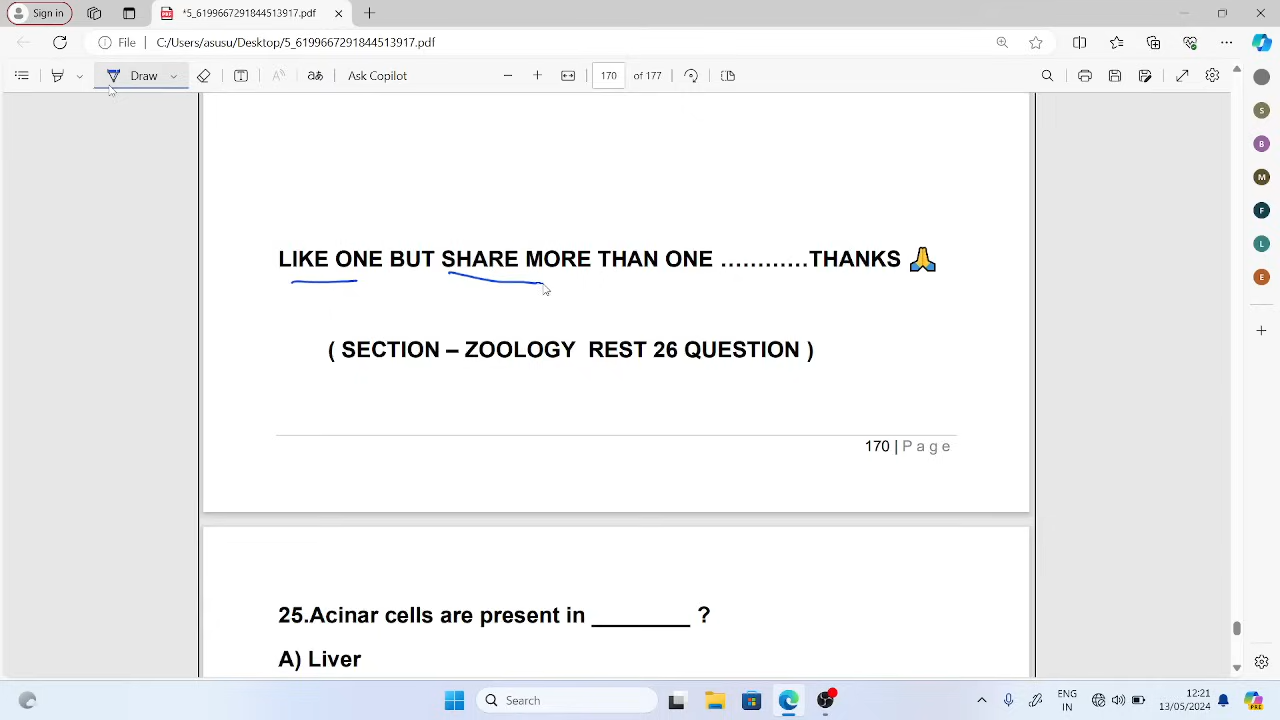 Sign in
*5_6199667291844513917.pdf
File
C:/Users/asusu/Desktop/5_6199667291844513917.pdf
Draw
Ask Copilot
170 of 177
LIKE ONE BUT SHARE MORE THAN ONE …………THANKS 🙏
( SECTION – ZOOLOGY REST 26 QUESTION )
170 | P a g e
25.Acinar cells are present in ________ ?
A) Liver
Search
ENG
IN
12:21
13/05/2024